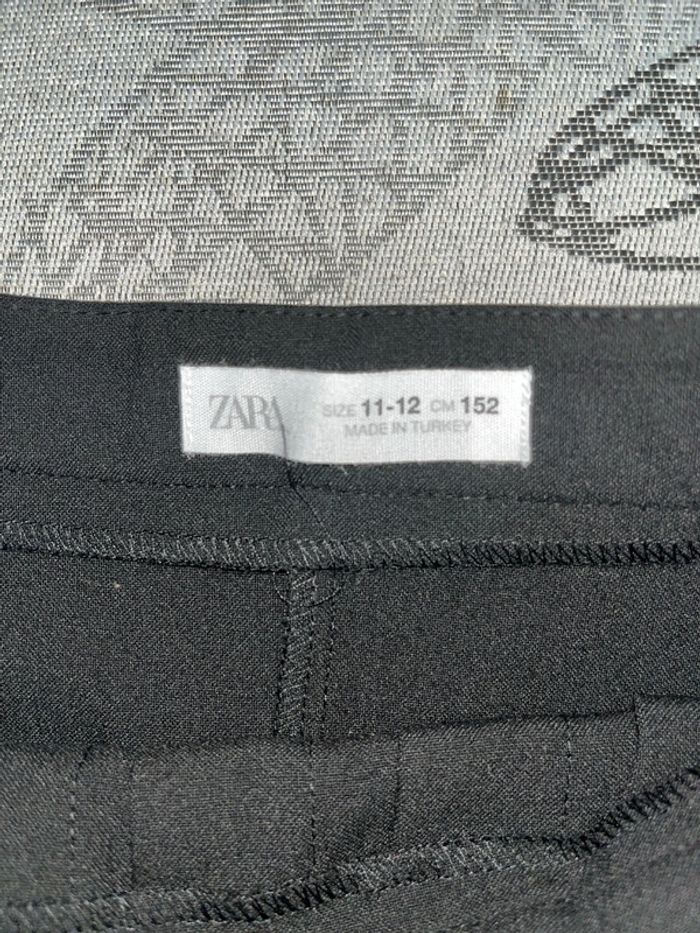 ZARA SIZE 11-12 CM 152
MADE IN TURKEY